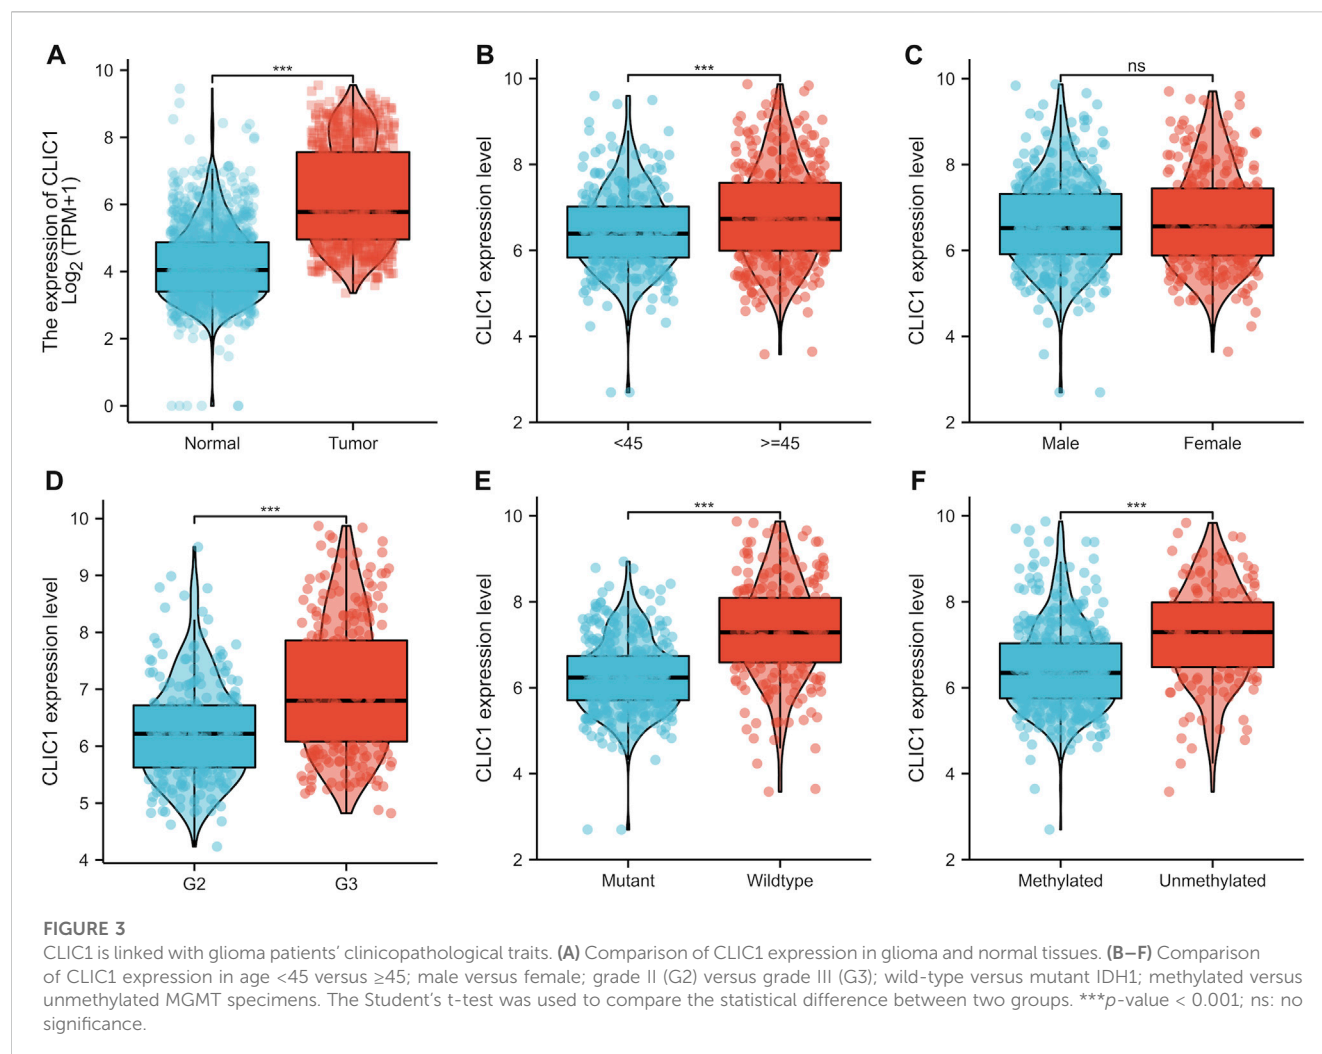 A
The expression of CLIC1
Log2 (TPM+1)
10
8
6
4
2
0
***
Normal
Tumor
B
CLIC1 expression level
10
8
6
4
2
***
<45
>=45
C
CLIC1 expression level
10
8
6
4
2
ns
Male
Female
D
CLIC1 expression level
10
9
8
7
6
5
4
***
G2
G3
E
CLIC1 expression level
10
8
6
4
2
***
Mutant
Wildtype
F
CLIC1 expression level
10
8
6
4
2
***
Methylated
Unmethylated
FIGURE 3
CLIC1 is linked with glioma patients’ clinicopathological traits. (A) Comparison of CLIC1 expression in glioma and normal tissues. (B–F) Comparison
of CLIC1 expression in age <45 versus ≥45; male versus female; grade II (G2) versus grade III (G3); wild-type versus mutant IDH1; methylated versus
unmethylated MGMT specimens. The Student’s t-test was used to compare the statistical difference between two groups. ***p-value < 0.001; ns: no
significance.